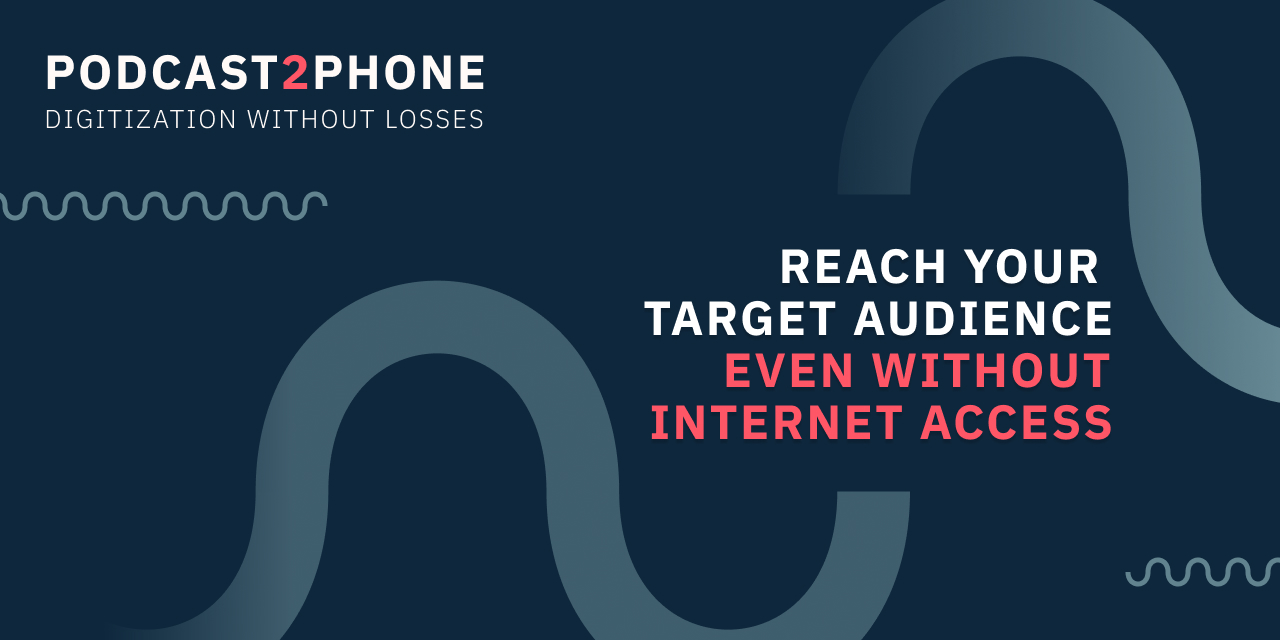 PODCAST2PHONE
DIGITIZATION WITHOUT LOSSES
REACH YOUR
TARGET AUDIENCE
EVEN WITHOUT
INTERNET ACCESS